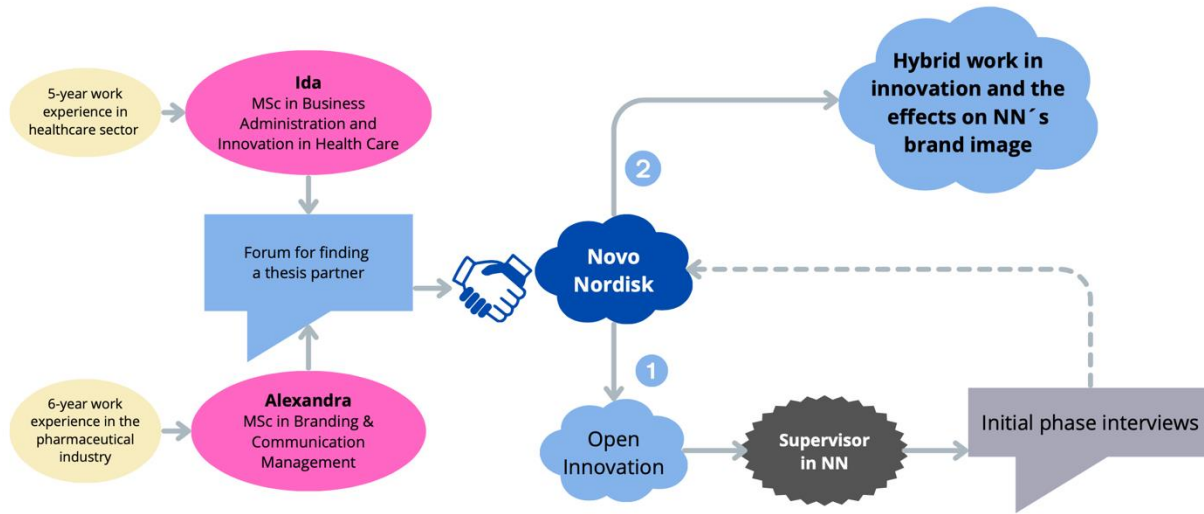 5-year work
experience in
healthcare sector
Ida
MSc in Business
Administration and
Innovation in Health Care
Forum for finding
a thesis partner
6-year work
experience in the
pharmaceutical
industry
Alexandra
MSc in Branding &
Communication
Management
Novo
Nordisk
2
Hybrid work in
innovation and the
effects on NN´s
brand image
1
Open
Innovation
Supervisor
in NN
Initial phase interviews